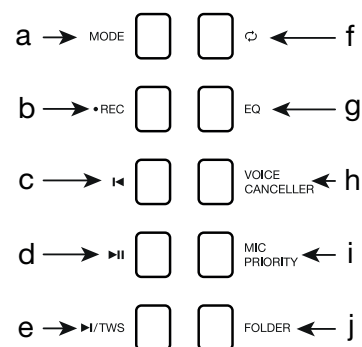 a MODE f
b •REC EQ g
c VOICE CANCELLER h
d MIC PRIORITY i
e /TWS FOLDER j